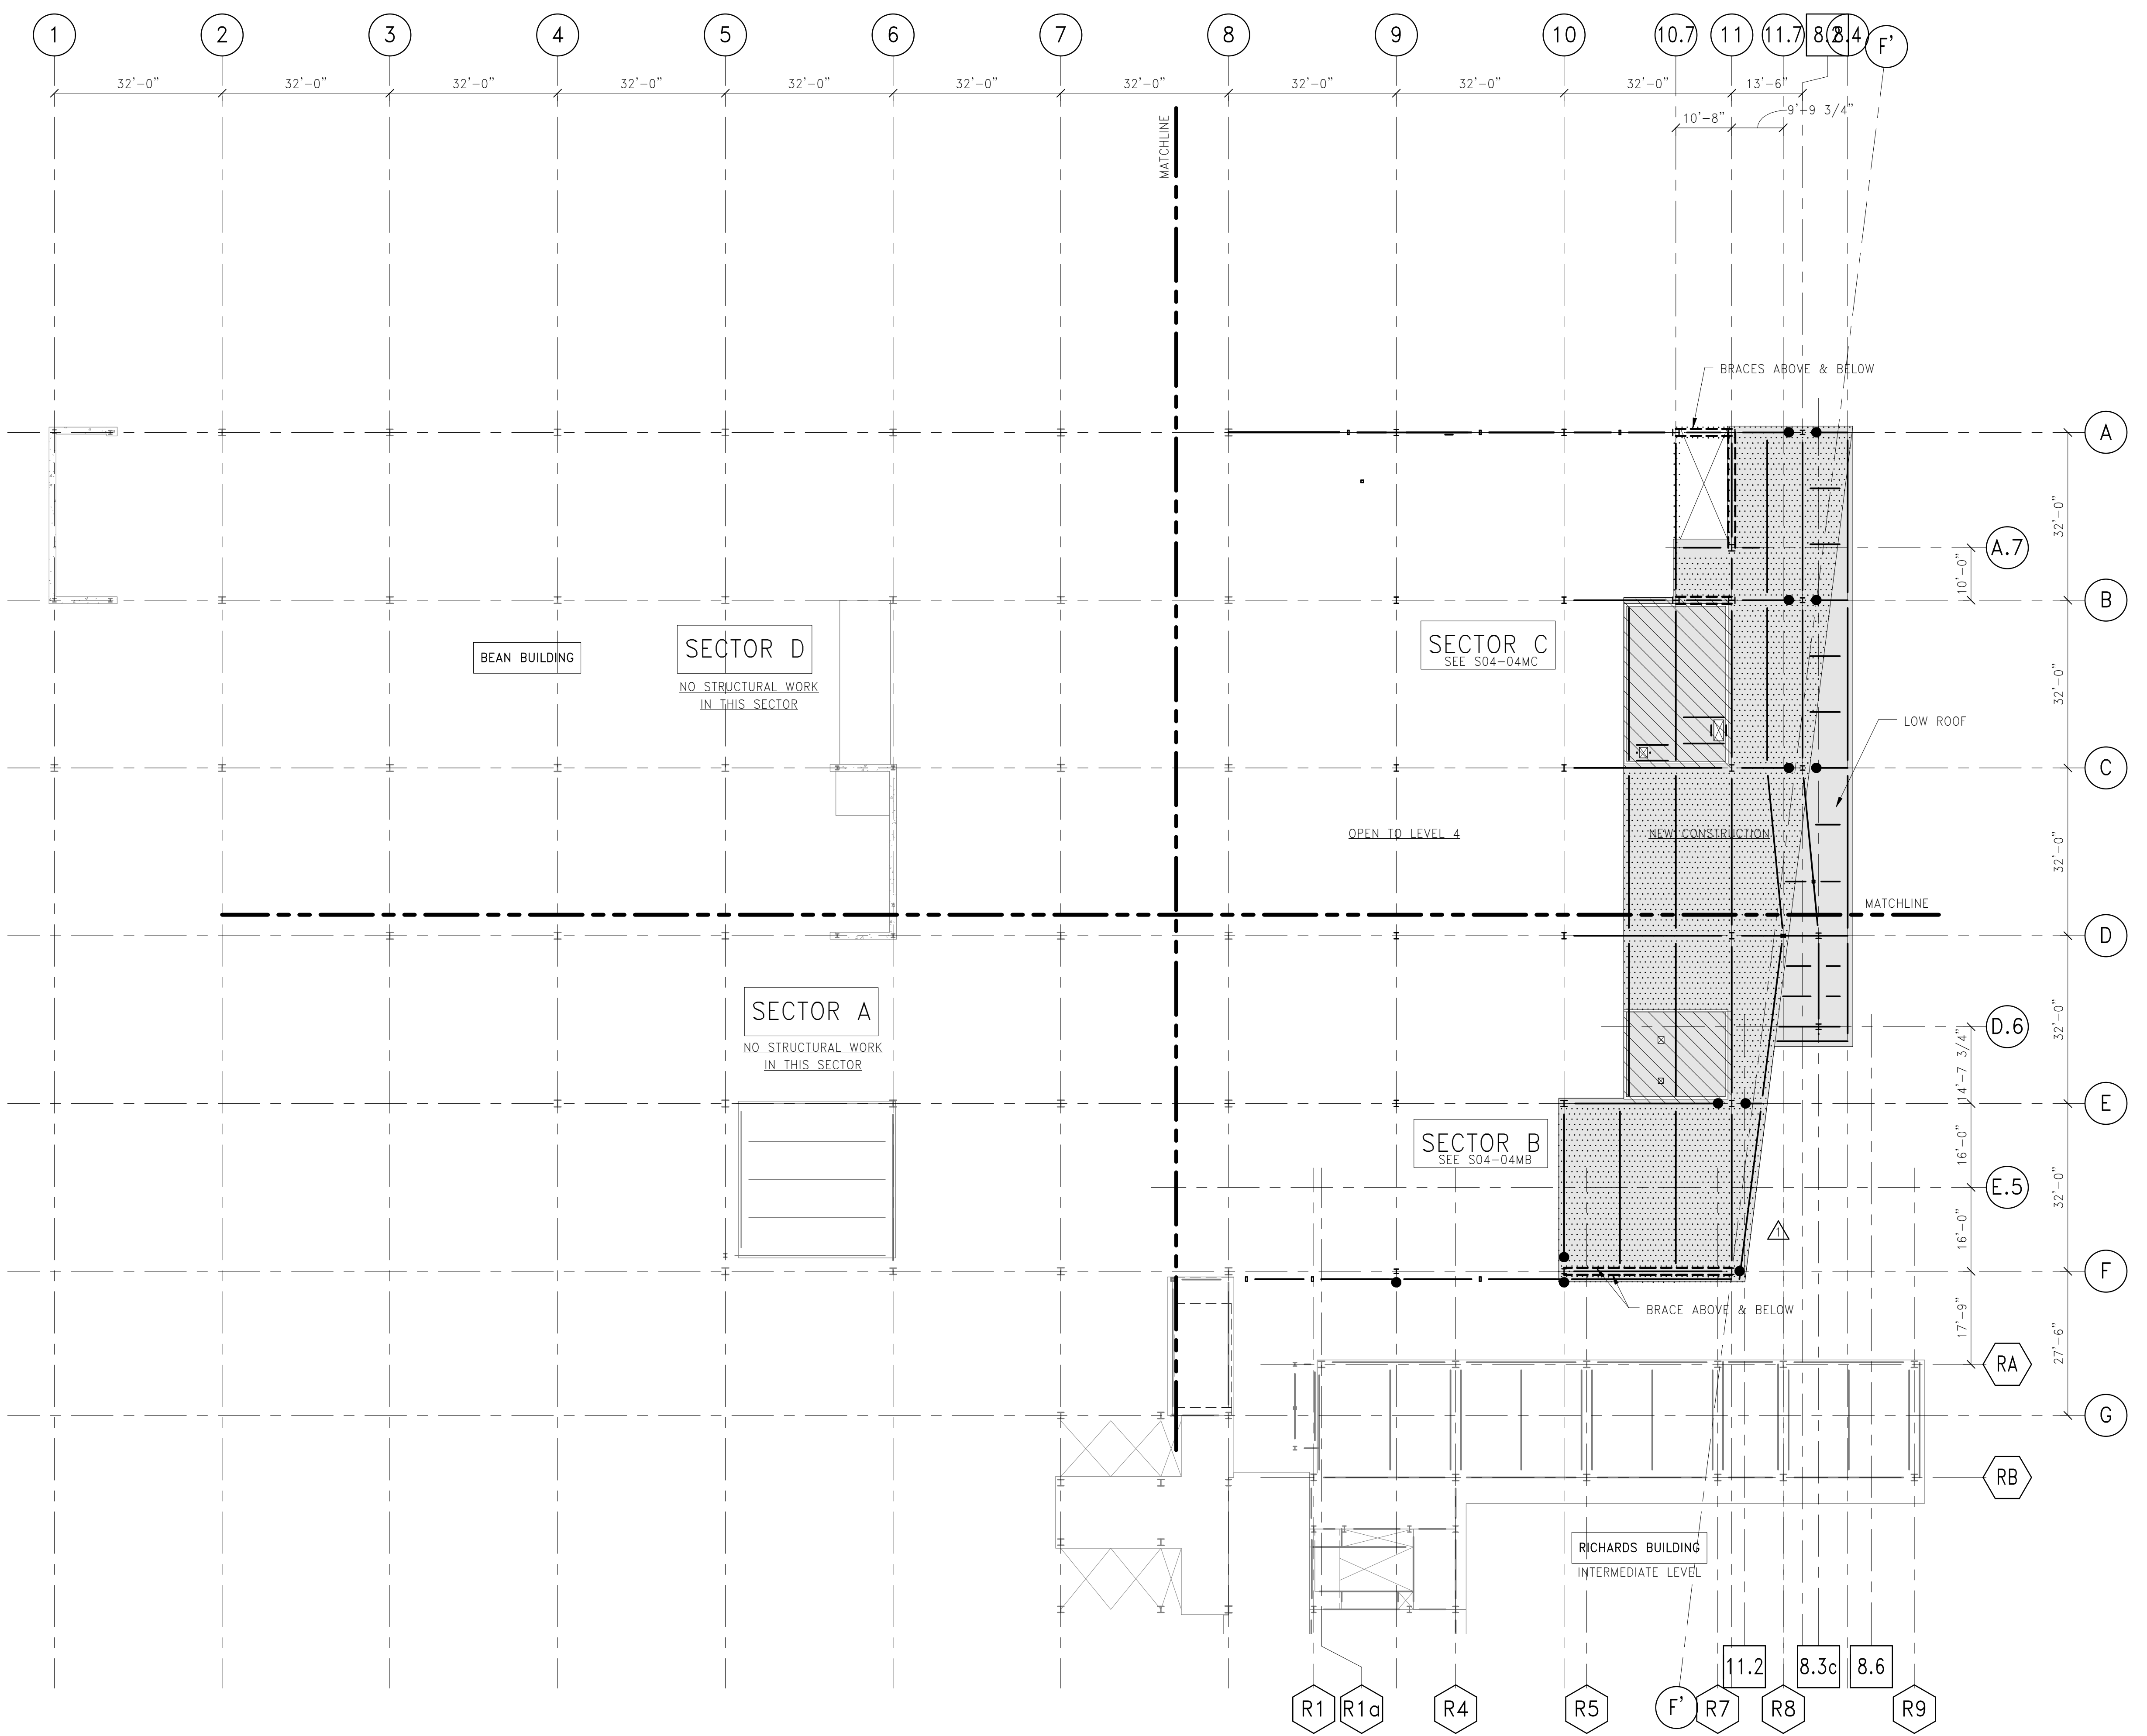 1
2
3
4
5
6
7
8
9
10
10.7
11
11.7
8.4
F'
32'-0"
32'-0"
32'-0"
32'-0"
32'-0"
32'-0"
32'-0"
32'-0"
32'-0"
32'-0"
13'-6"
10'-8"
9'-9 3/4"
MATCHLINE
BRACES ABOVE & BELOW
A
32'-0"
A.7
10'-0"
B
BEAN BUILDING
SECTOR D
NO STRUCTURAL WORK
IN THIS SECTOR
SECTOR C
SEE S04-04MC
32'-0"
LOW ROOF
C
OPEN TO LEVEL 4
NEW CONSTRUCTION
32'-0"
MATCHLINE
D
SECTOR A
NO STRUCTURAL WORK
IN THIS SECTOR
D.6
32'-0"
14'-7 3/4"
E
SECTOR B
SEE S04-04MB
16'-0"
E.5
32'-0"
16'-0"
1
F
BRACE ABOVE & BELOW
17'-9"
27'-6"
RA
G
RB
RICHARDS BUILDING
INTERMEDIATE LEVEL
11.2
8.3c
8.6
R1
R1a
R4
R5
F'
R7
R8
R9